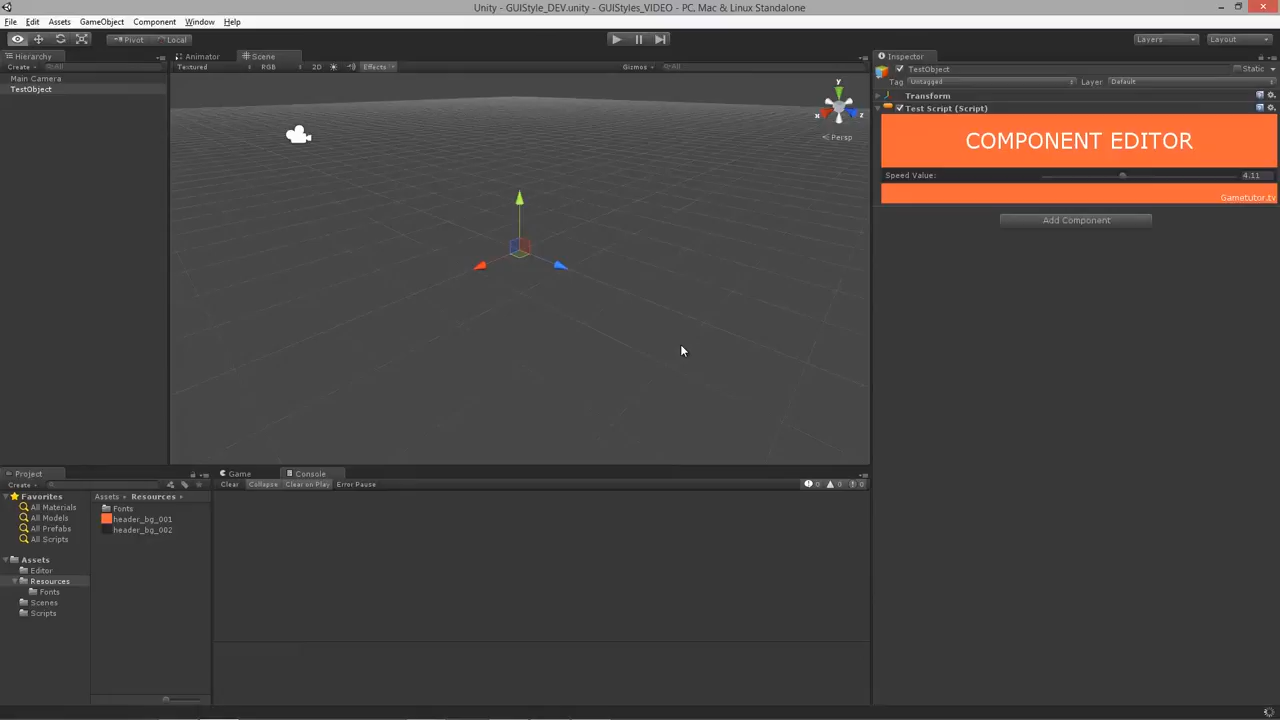 Unity - GUIStyle_DEV.unity - GUIStyles_VIDEO - PC, Mac & Linux Standalone
File Edit Assets GameObject Component Window Help
Pivot Local Layers Layout
Hierarchy
Create All
Main Camera
TestObject
Animator Scene
Textured RGB 2D Effects Gizmos All
y
x z
Persp
Inspector
TestObject Static
Tag Untagged Layer Default
Transform
Test Script (Script)
COMPONENT EDITOR
Speed Value: 4.11
Gametutor.tv
Add Component
Project
Create
Favorites
All Materials
All Models
All Prefabs
All Scripts
Assets
Editor
Resources
Fonts
Scenes
Scripts
Assets Resources
Fonts
header_bg_001
header_bg_002
Game Console
Clear Collapse Clear on Play Error Pause 0 0 0